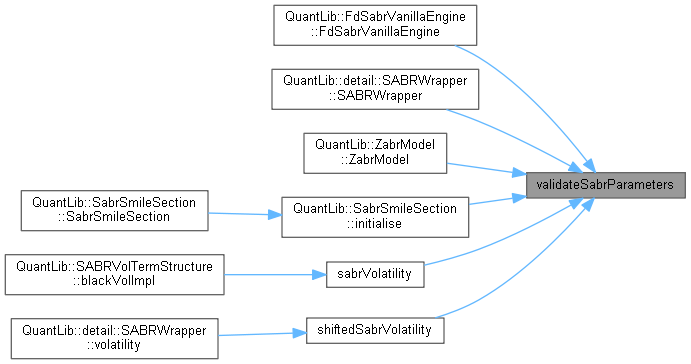 QuantLib::FdSabrVanillaEngine
::FdSabrVanillaEngine
QuantLib::detail::SABRWrapper
::SABRWrapper
QuantLib::ZabrModel
::ZabrModel
validateSabrParameters
QuantLib::SabrSmileSection
::SabrSmileSection
QuantLib::SabrSmileSection
::initialise
QuantLib::SABRVolTermStructure
::blackVolImpl
sabrVolatility
QuantLib::detail::SABRWrapper
::volatility
shiftedSabrVolatility